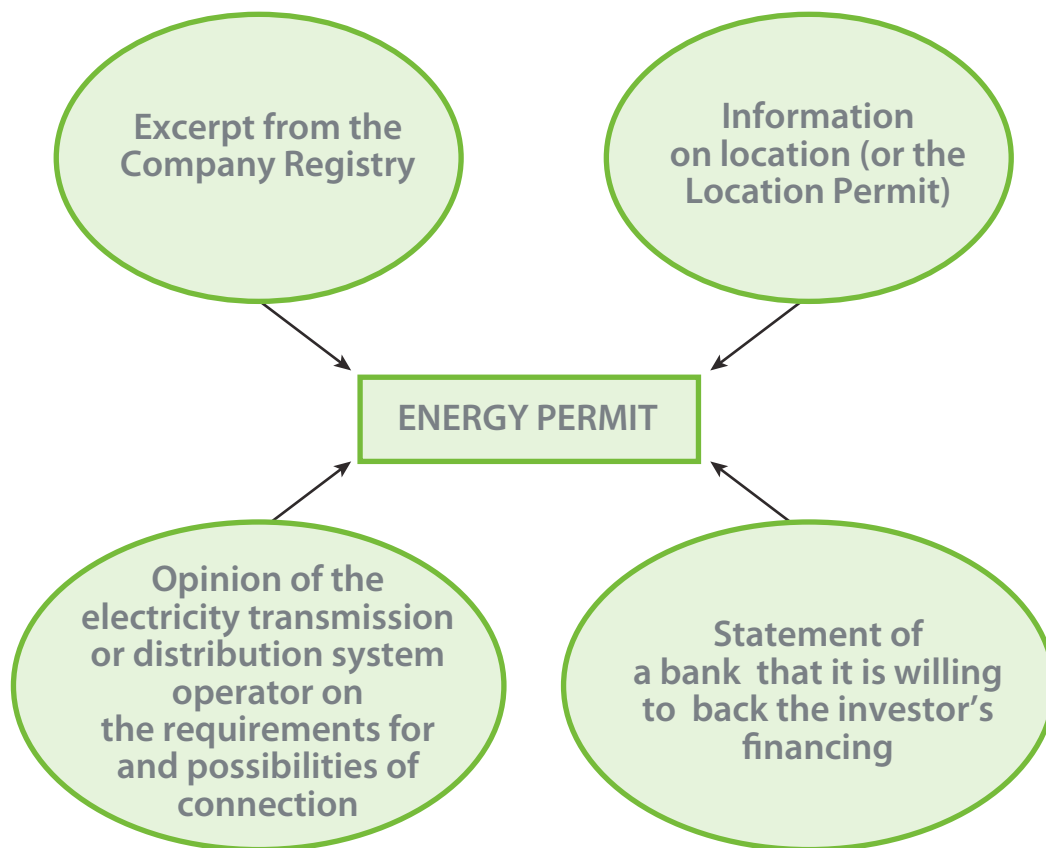 Excerpt from the
Company Registry
Information
on location (or the
Location Permit)
ENERGY PERMIT
Opinion of the
electricity transmission
or distribution system
operator on
the requirements for
and possibilities of
connection
Statement of
a bank  that it is willing
to  back the investor’s
financing